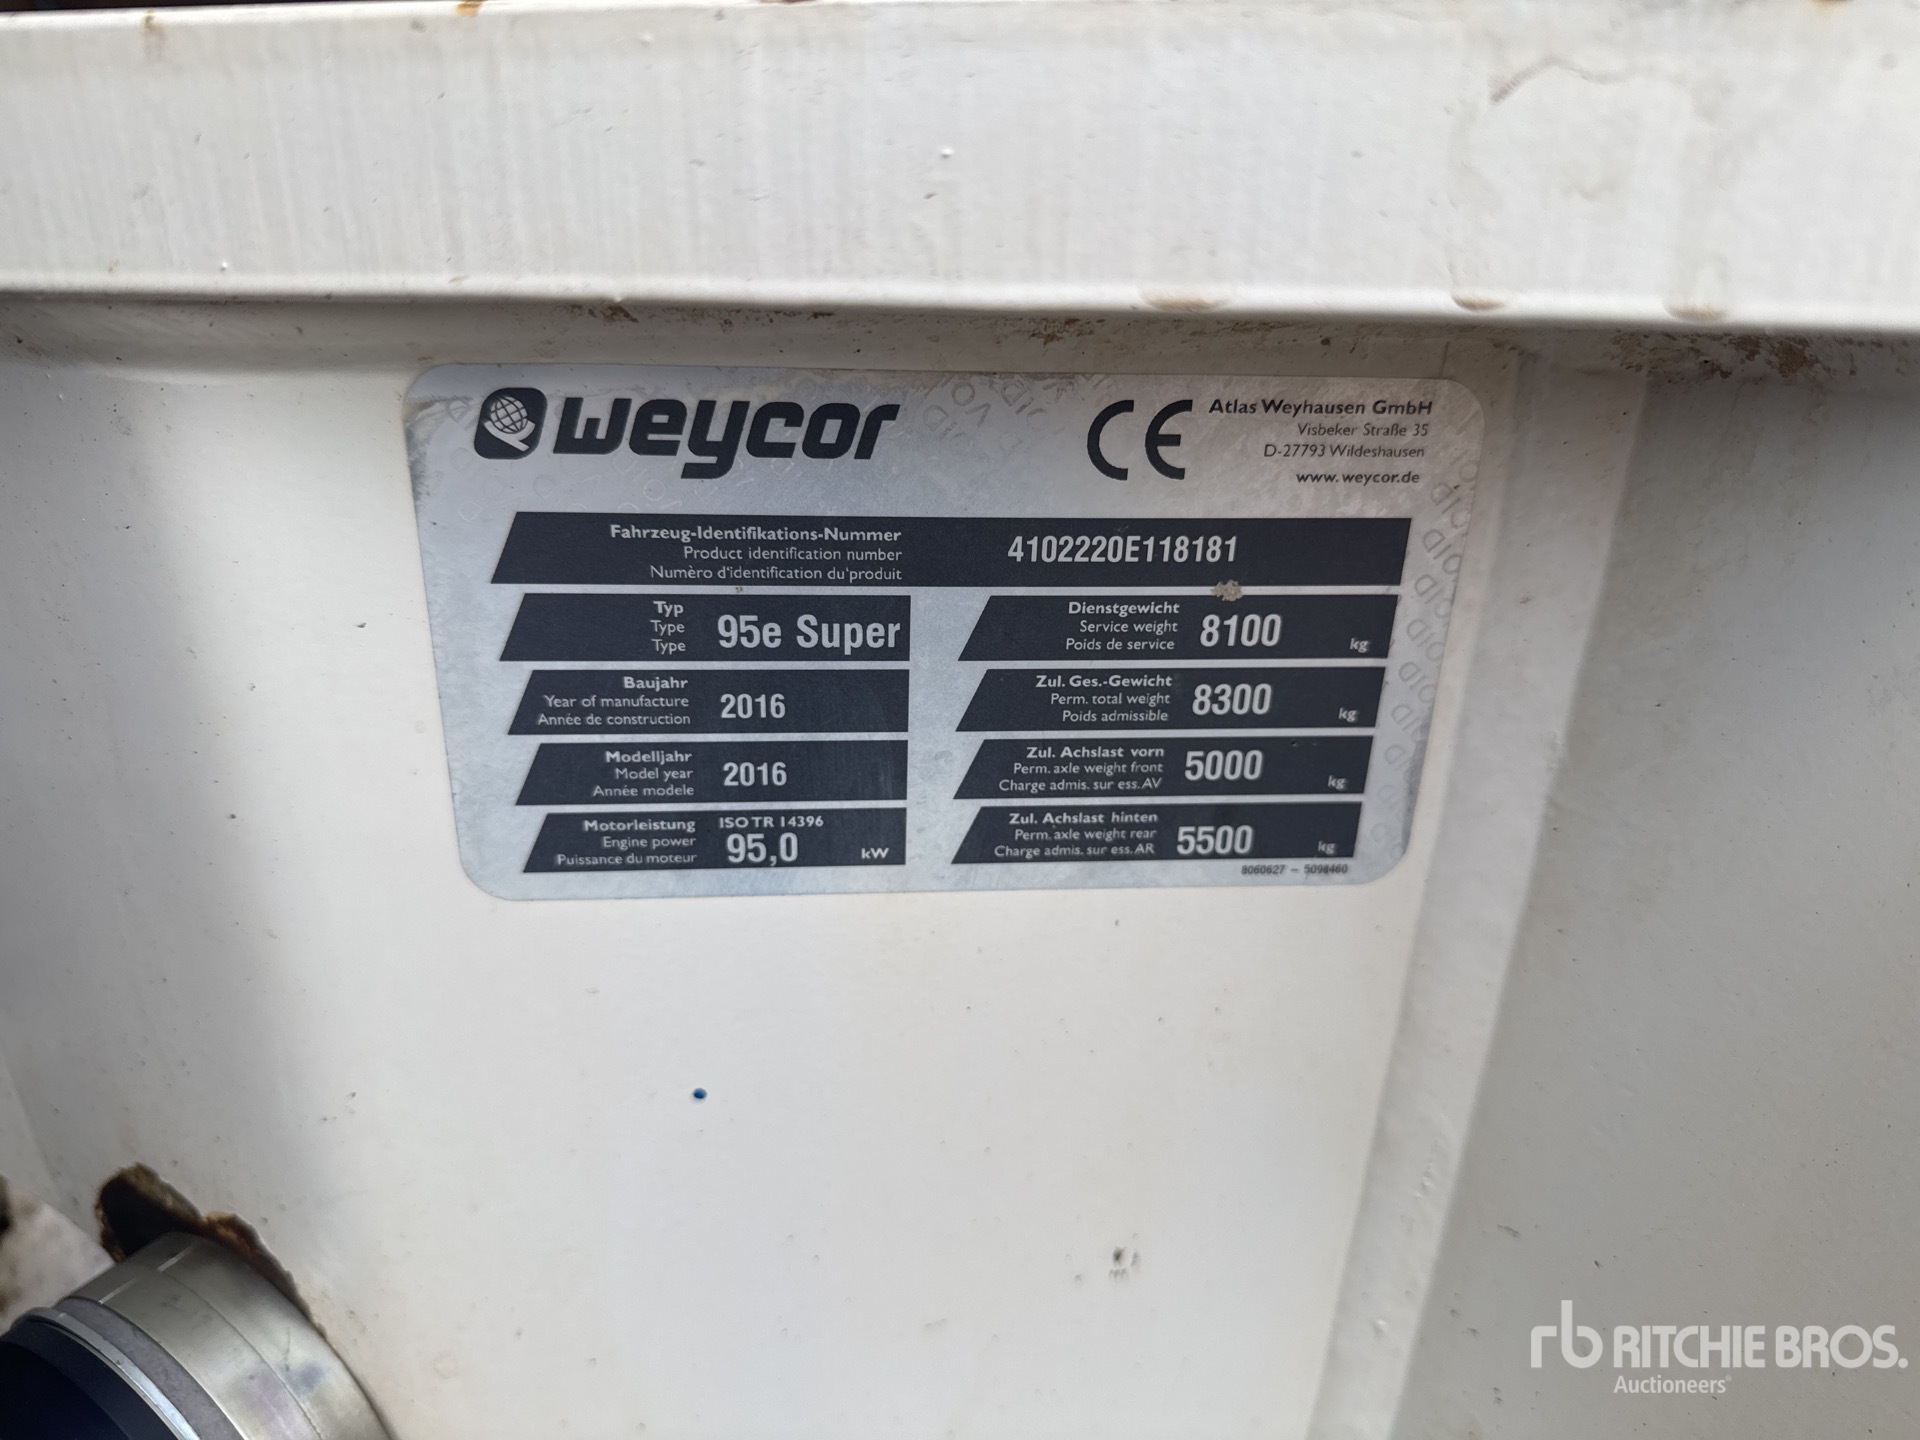 weycor
CE
Atlas Weyhausen GmbH
Visbeker Straße 35
D-27793 Wildeshausen
www.weycor.de
Fahrzeug-Identifikations-Nummer
Product identification number
Numèro d'identification du'produit
4102220E118181
Typ
Type
Type
95e Super
Baujahr
Year of manufacture
Année de construction
2016
Modelljahr
Model year
Année modele
2016
Motorleistung
Engine power
Puissance du moteur
ISO TR 14396
95,0 kW
Dienstgewicht
Service weight
Poids de service
8100 kg
Zul. Ges.-Gewicht
Perm. total weight
Poids admissible
8300 kg
Zul. Achslast vorn
Perm. axle weight front
Charge admis. sur ess. AV
5000 kg
Zul. Achslast hinten
Perm. axle weight rear
Charge admis. sur ess. AR
5500 kg
8060627 – 5098460
rb RITCHIE BROS.
Auctioneers